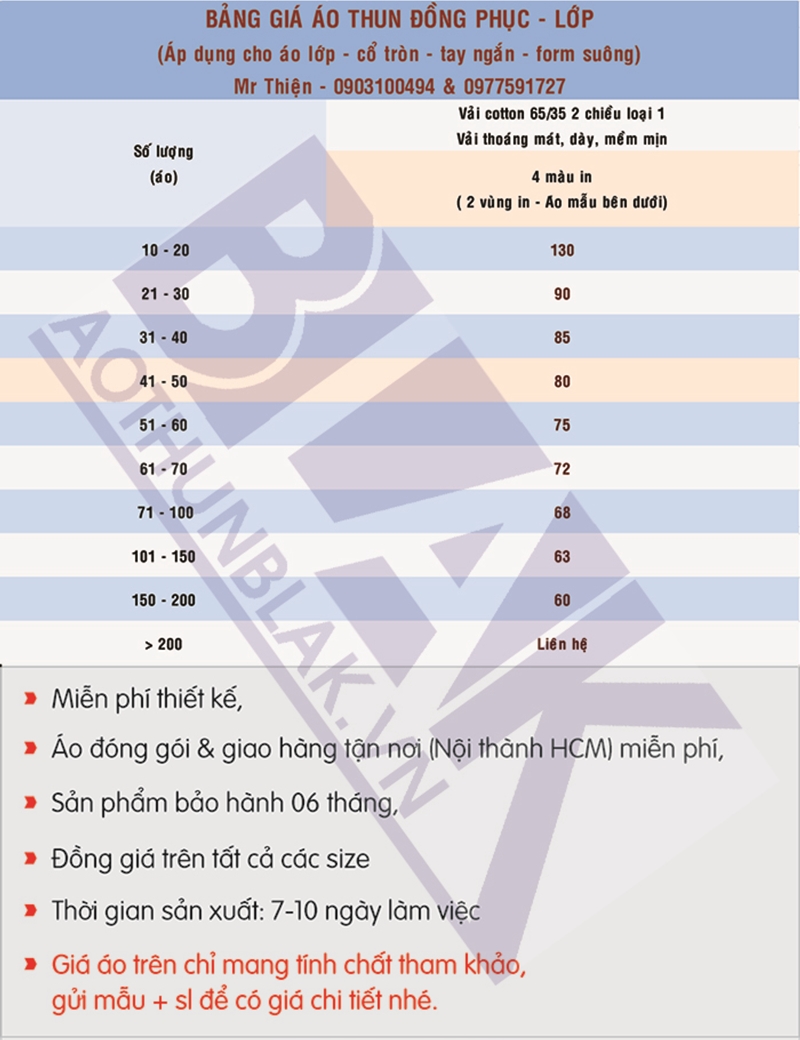 BẢNG GIÁ ÁO THUN ĐỒNG PHỤC - LỚP
(Áp dụng cho áo lớp - cổ tròn - tay ngắn - form suông)
Mr Thiện - 0903100494 & 0977591727
Số lượng
(áo)
Vải cotton 65/35 2 chiều loại 1
Vải thoáng mát, dày, mềm mịn
4 màu in
( 2 vùng in - Áo mẫu bên dưới)
10 - 20 130
21 - 30 90
31 - 40 85
41 - 50 80
51 - 60 75
61 - 70 72
71 - 100 68
101 - 150 63
150 - 200 60
> 200 Liên hệ
Miễn phí thiết kế,
Áo đóng gói & giao hàng tận nơi (Nội thành HCM) miễn phí,
Sản phẩm bảo hành 06 tháng,
Đồng giá trên tất cả các size
Thời gian sản xuất: 7-10 ngày làm việc
Giá áo trên chỉ mang tính chất tham khảo,
gửi mẫu + sl để có giá chi tiết nhé.
BLAK
AOTHUNBLAK.VN